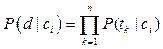 P(d | c_i) = ∏_{k=1}^{n} P(t_k | c_i)